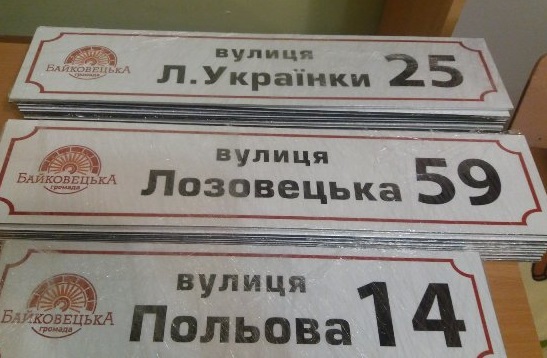 вулиця
Л.Українки 25
БАЙКОВЕЦЬКА
громада
вулиця
Лозовецька 59
БАЙКОВЕЦЬКА
громада
вулиця
Польова 14
БАЙКОВЕЦЬКА
громада